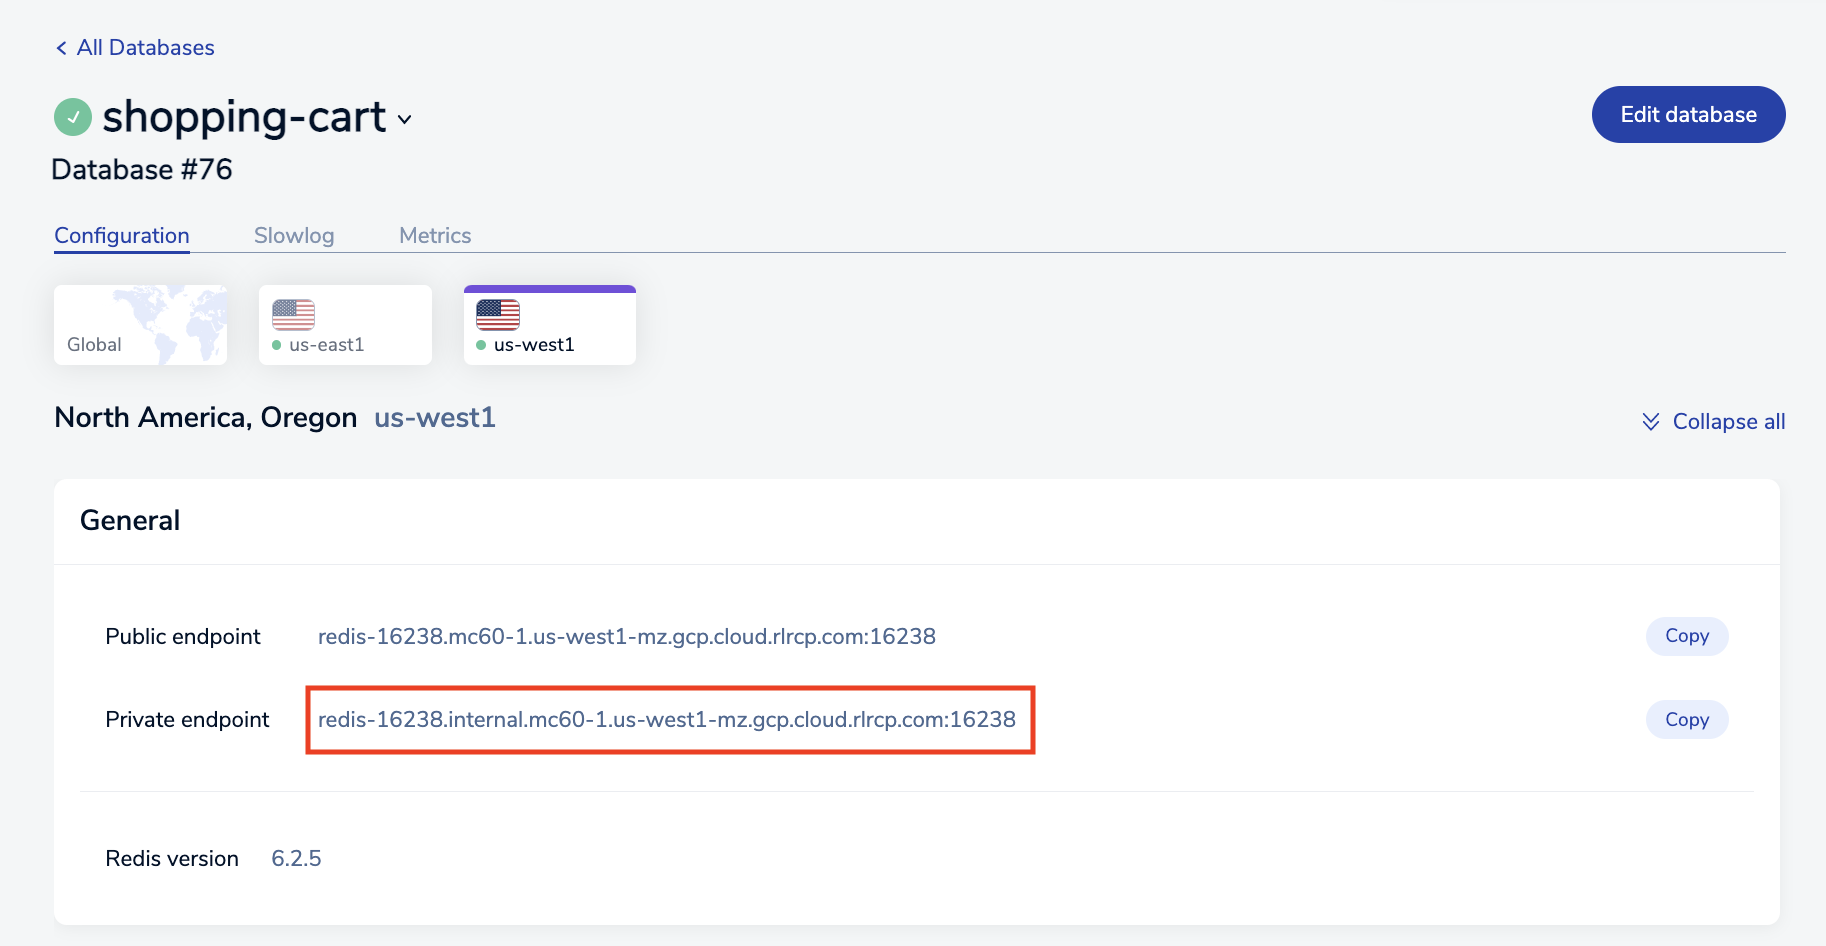 All Databases
shopping-cart
Edit database
Database #76
Configuration Slowlog Metrics
Global us-east1 us-west1
North America, Oregon us-west1
Collapse all
General
Public endpoint redis-16238.mc60-1.us-west1-mz.gcp.cloud.rlrcp.com:16238 Copy
Private endpoint redis-16238.internal.mc60-1.us-west1-mz.gcp.cloud.rlrcp.com:16238 Copy
Redis version 6.2.5